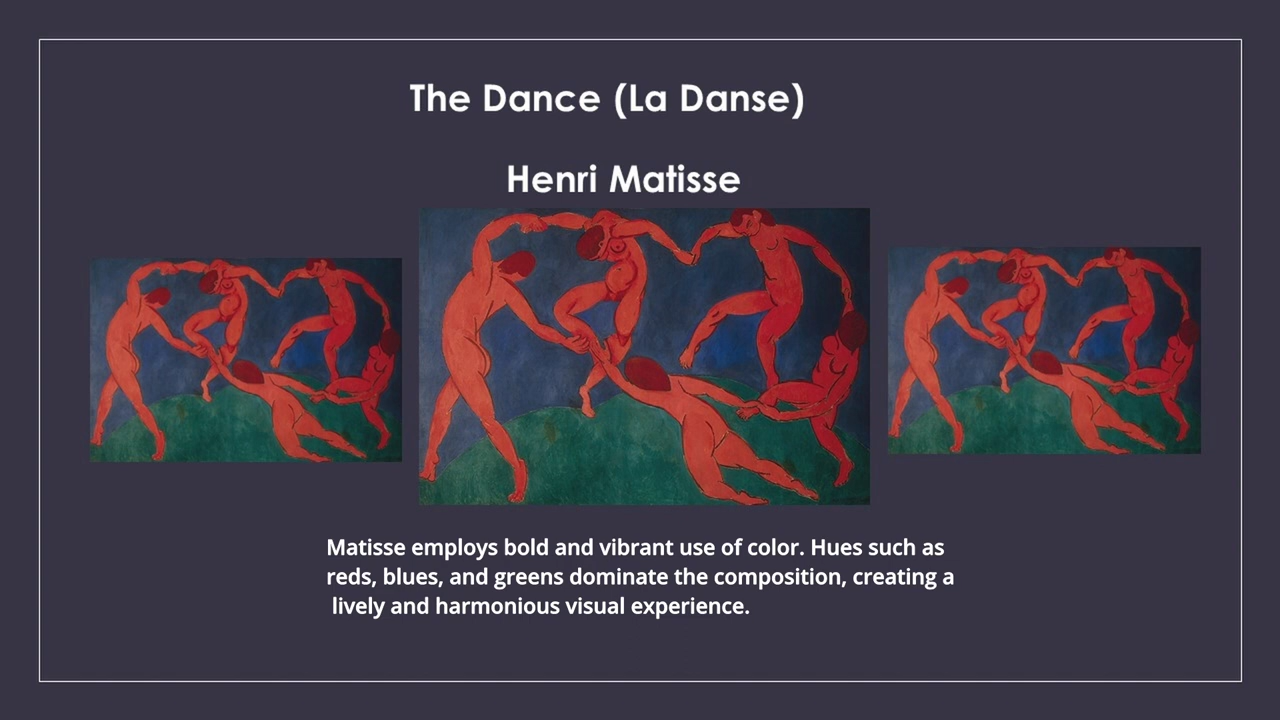 The Dance (La Danse)
Henri Matisse
Matisse employs bold and vibrant use of color. Hues such as
reds, blues, and greens dominate the composition, creating a
lively and harmonious visual experience.